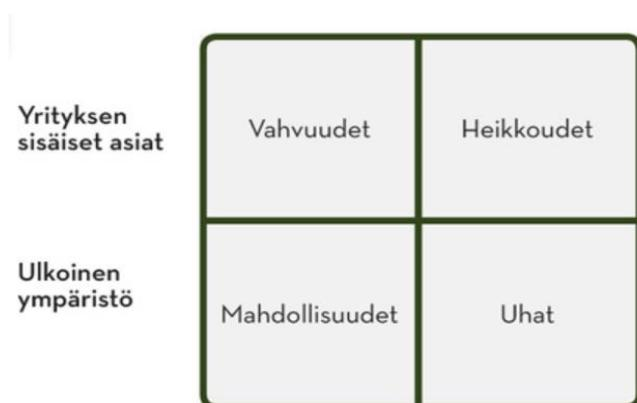 Yrityksen
sisäiset asiat
Vahvuudet
Heikkoudet
Ulkoinen
ympäristö
Mahdollisuudet
Uhat